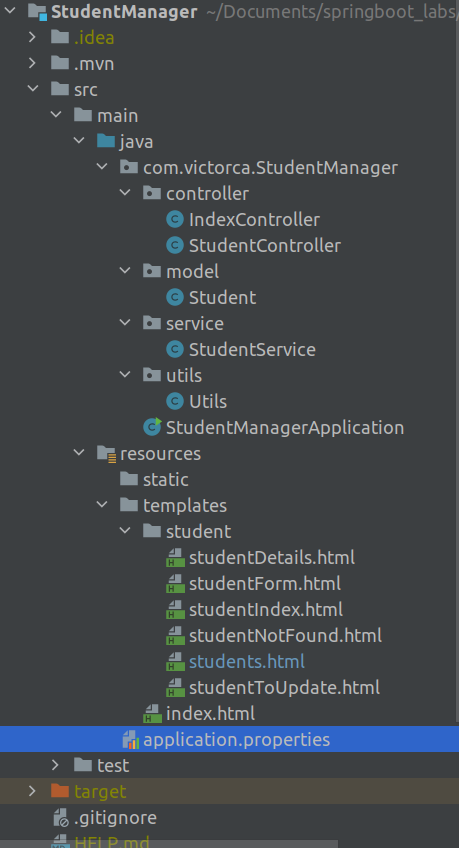 StudentManager ~/Documents/springboot_labs/
.idea
.mvn
src
main
java
com.victorca.StudentManager
controller
IndexController
StudentController
model
Student
service
StudentService
utils
Utils
StudentManagerApplication
resources
static
templates
student
studentDetails.html
studentForm.html
studentIndex.html
studentNotFound.html
students.html
studentToUpdate.html
index.html
application.properties
test
target
.gitignore
HELP.md